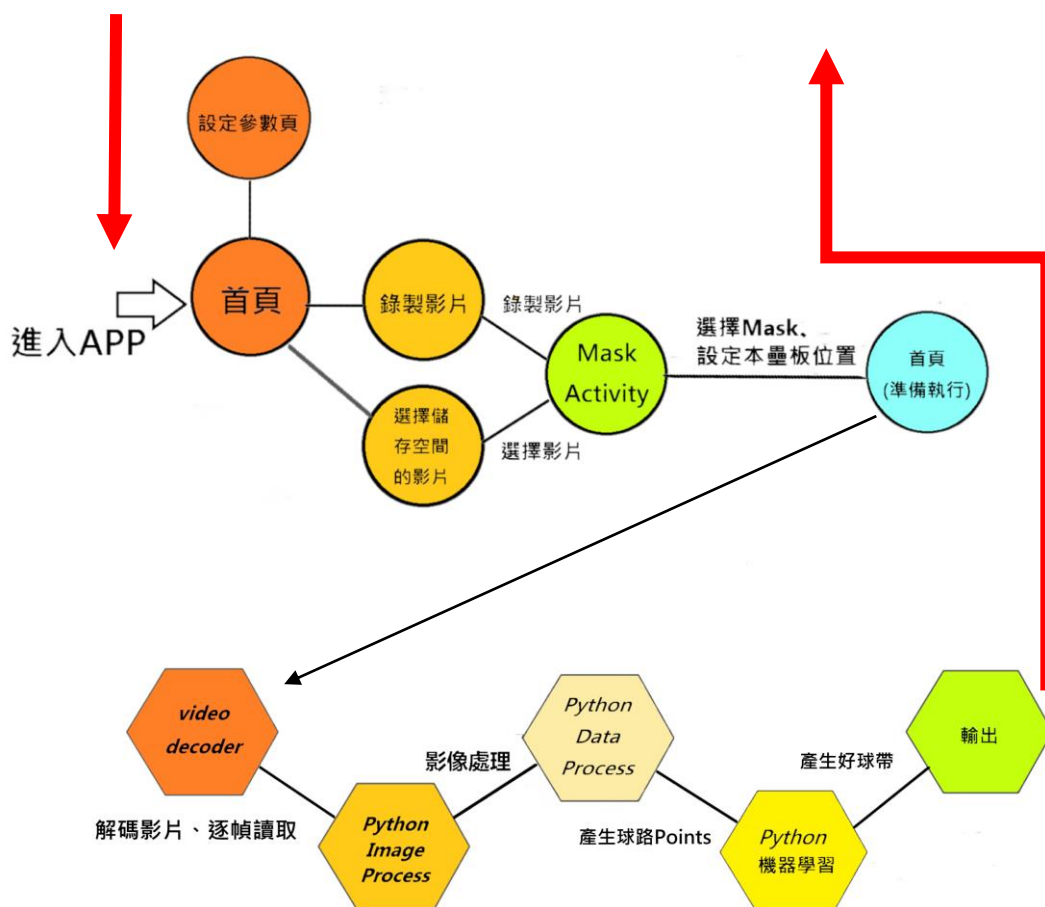 設定參數頁
進入APP
首頁
錄製影片
選擇儲
存空間
的影片
錄製影片
選擇影片
Mask
Activity
選擇Mask、
設定本壘板位置
首頁
(準備執行)
video
decoder
解碼影片、逐幀讀取
Python
Image
Process
影像處理
Python
Data
Process
產生球路Points
Python
機器學習
產生好球帶
輸出